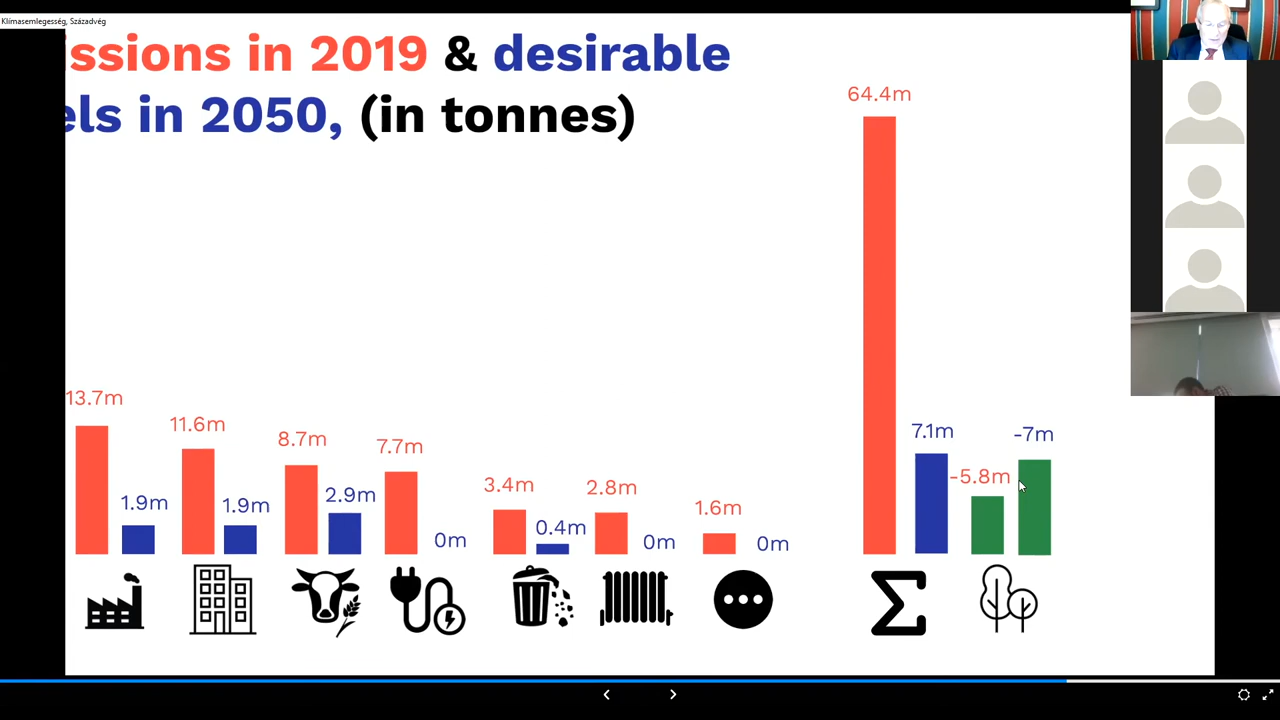 Klímasemlegesség, Századvég
ssions in 2019 & desirable
els in 2050, (in tonnes)
64.4m
13.7m
11.6m
8.7m
7.7m
7.1m
-7m
-5.8m
3.4m
2.8m
1.6m
1.9m
1.9m
2.9m
0m
0.4m
0m
0m
Σ